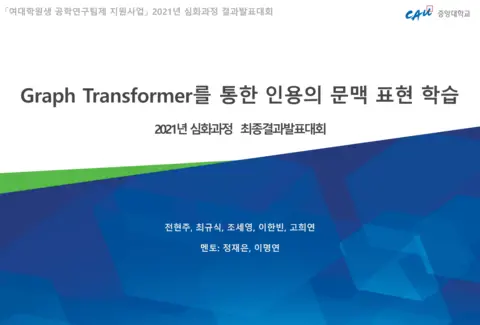 「여대학원생 공학연구팀제 지원사업」 2021년 심화과정 결과발표대회
CAU 중앙대학교
Graph Transformer를 통한 인용의 문맥 표현 학습
2021년 심화과정 최종결과발표대회
전현주, 최규식, 조세영, 이한빈, 고희연
멘토: 정재은, 이명연